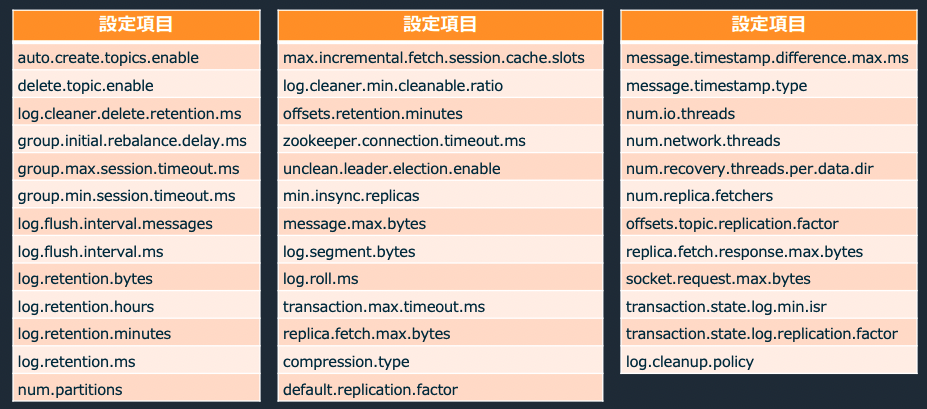 設定項目
auto.create.topics.enable
delete.topic.enable
log.cleaner.delete.retention.ms
group.initial.rebalance.delay.ms
group.max.session.timeout.ms
group.min.session.timeout.ms
log.flush.interval.messages
log.flush.interval.ms
log.retention.bytes
log.retention.hours
log.retention.minutes
log.retention.ms
num.partitions
設定項目
max.incremental.fetch.session.cache.slots
log.cleaner.min.cleanable.ratio
offsets.retention.minutes
zookeeper.connection.timeout.ms
unclean.leader.election.enable
min.insync.replicas
message.max.bytes
log.segment.bytes
log.roll.ms
transaction.max.timeout.ms
replica.fetch.max.bytes
compression.type
default.replication.factor
設定項目
message.timestamp.difference.max.ms
message.timestamp.type
num.io.threads
num.network.threads
num.recovery.threads.per.data.dir
num.replica.fetchers
offsets.topic.replication.factor
replica.fetch.response.max.bytes
socket.request.max.bytes
transaction.state.log.min.isr
transaction.state.log.replication.factor
log.cleanup.policy